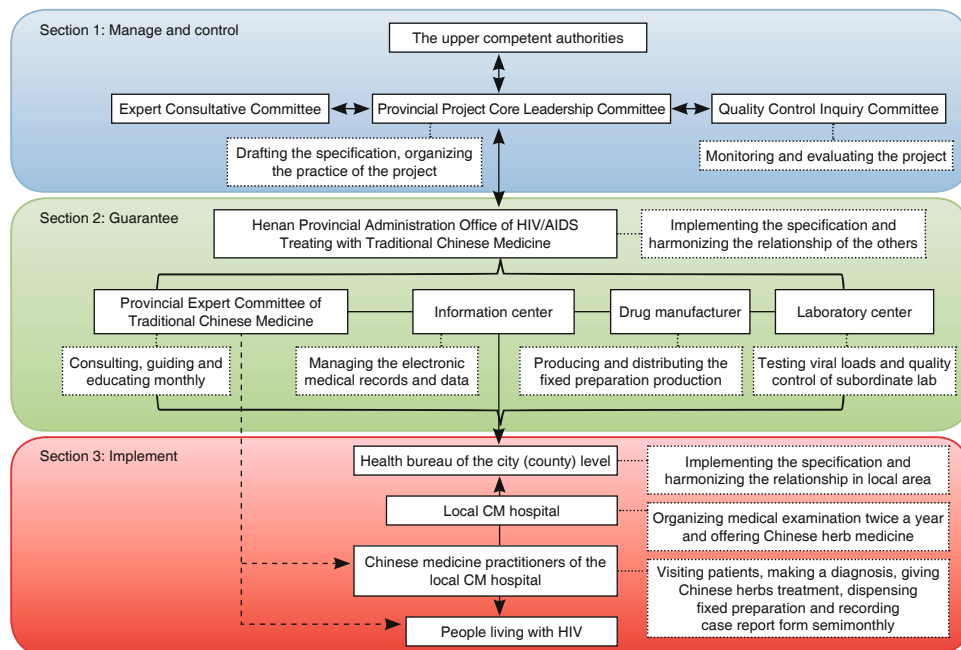 Section 1: Manage and control
The upper competent authorities
Expert Consultative Committee
Provincial Project Core Leadership Committee
Quality Control Inquiry Committee
Drafting the specification, organizing
the practice of the project
Monitoring and evaluating the project
Section 2: Guarantee
Henan Provincial Administration Office of HIV/AIDS
Treating with Traditional Chinese Medicine
Implementing the specification and
harmonizing the relationship of the others
Provincial Expert Committee of
Traditional Chinese Medicine
Information center
Drug manufacturer
Laboratory center
Consulting, guiding and
educating monthly
Managing the electronic
medical records and data
Producing and distributing the
fixed preparation production
Testing viral loads and quality
control of subordinate lab
Section 3: Implement
Health bureau of the city (county) level
Implementing the specification and
harmonizing the relationship in local area
Local CM hospital
Organizing medical examination twice a year
and offering Chinese herb medicine
Chinese medicine practitioners of the
local CM hospital
Visiting patients, making a diagnosis, giving
Chinese herbs treatment, dispensing
fixed preparation and recording
case report form semimonthly
People living with HIV